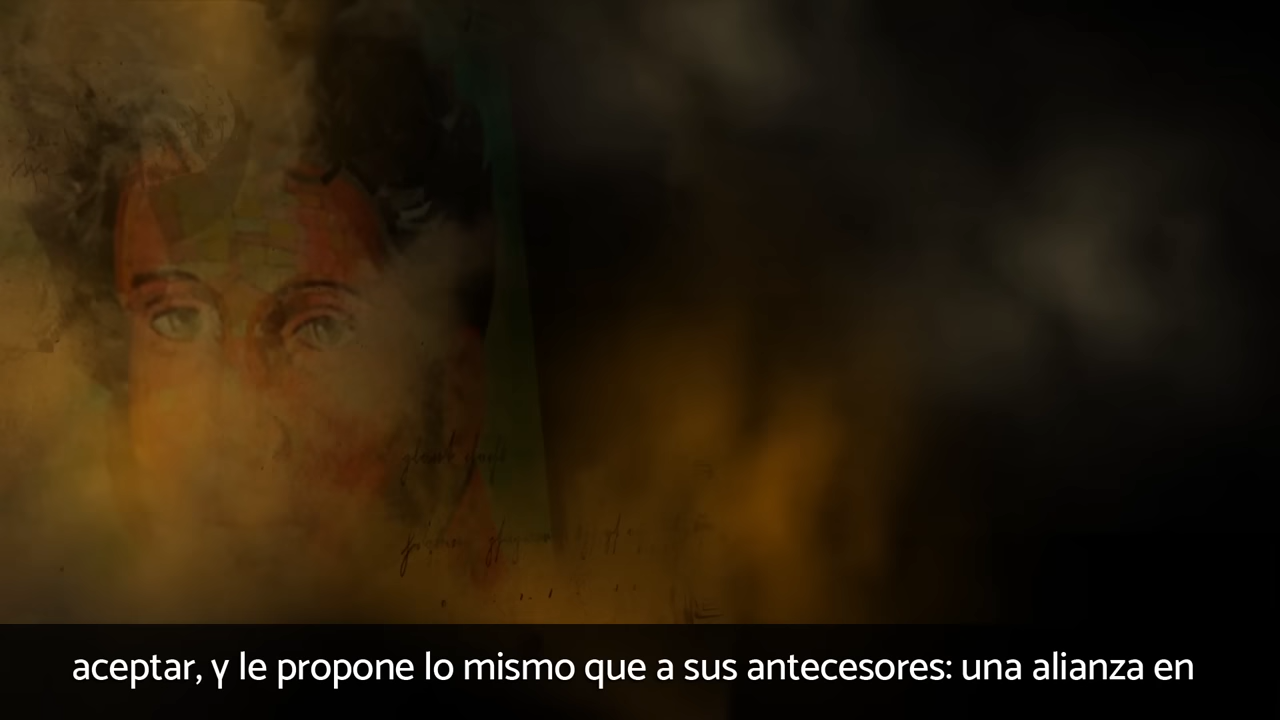 aceptar, y le propone lo mismo que a sus antecesores: una alianza en